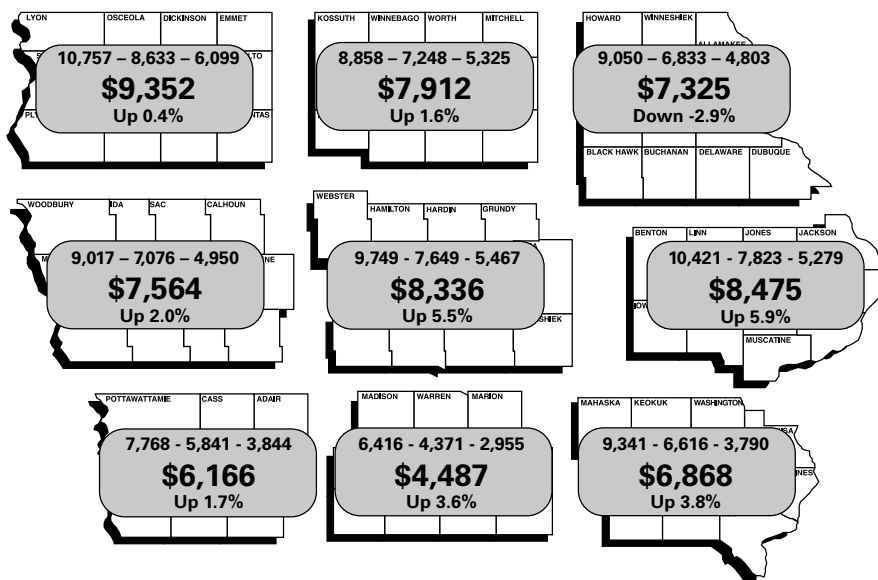 LYON OSCEOLA DICKINSON EMMET
10,757 – 8,633 – 6,099
$9,352
Up 0.4%
KOSSUTH WINNEBAGO WORTH MITCHELL
8,858 – 7,248 – 5,325
$7,912
Up 1.6%
HOWARD WINNESHIEK
9,050 – 6,833 – 4,803
$7,325
Down -2.9%
BLACK HAWK BUCHANAN DELAWARE DUBUQUE
WOODBURY IDA SAC CALHOUN
9,017 – 7,076 – 4,950
$7,564
Up 2.0%
WEBSTER
HAMILTON HARDIN GRUNDY
9,749 - 7,649 - 5,467
$8,336
Up 5.5%
BENTON LINN JONES JACKSON
10,421 - 7,823 - 5,279
$8,475
Up 5.9%
MUSCATINE
POTTAWATTAMIE CASS ADAIR
7,768 - 5,841 - 3,844
$6,166
Up 1.7%
MADISON WARREN MARION
6,416 - 4,371 - 2,955
$4,487
Up 3.6%
MAHASKA KEOKUK WASHINGTON
9,341 - 6,616 - 3,790
$6,868
Up 3.8%